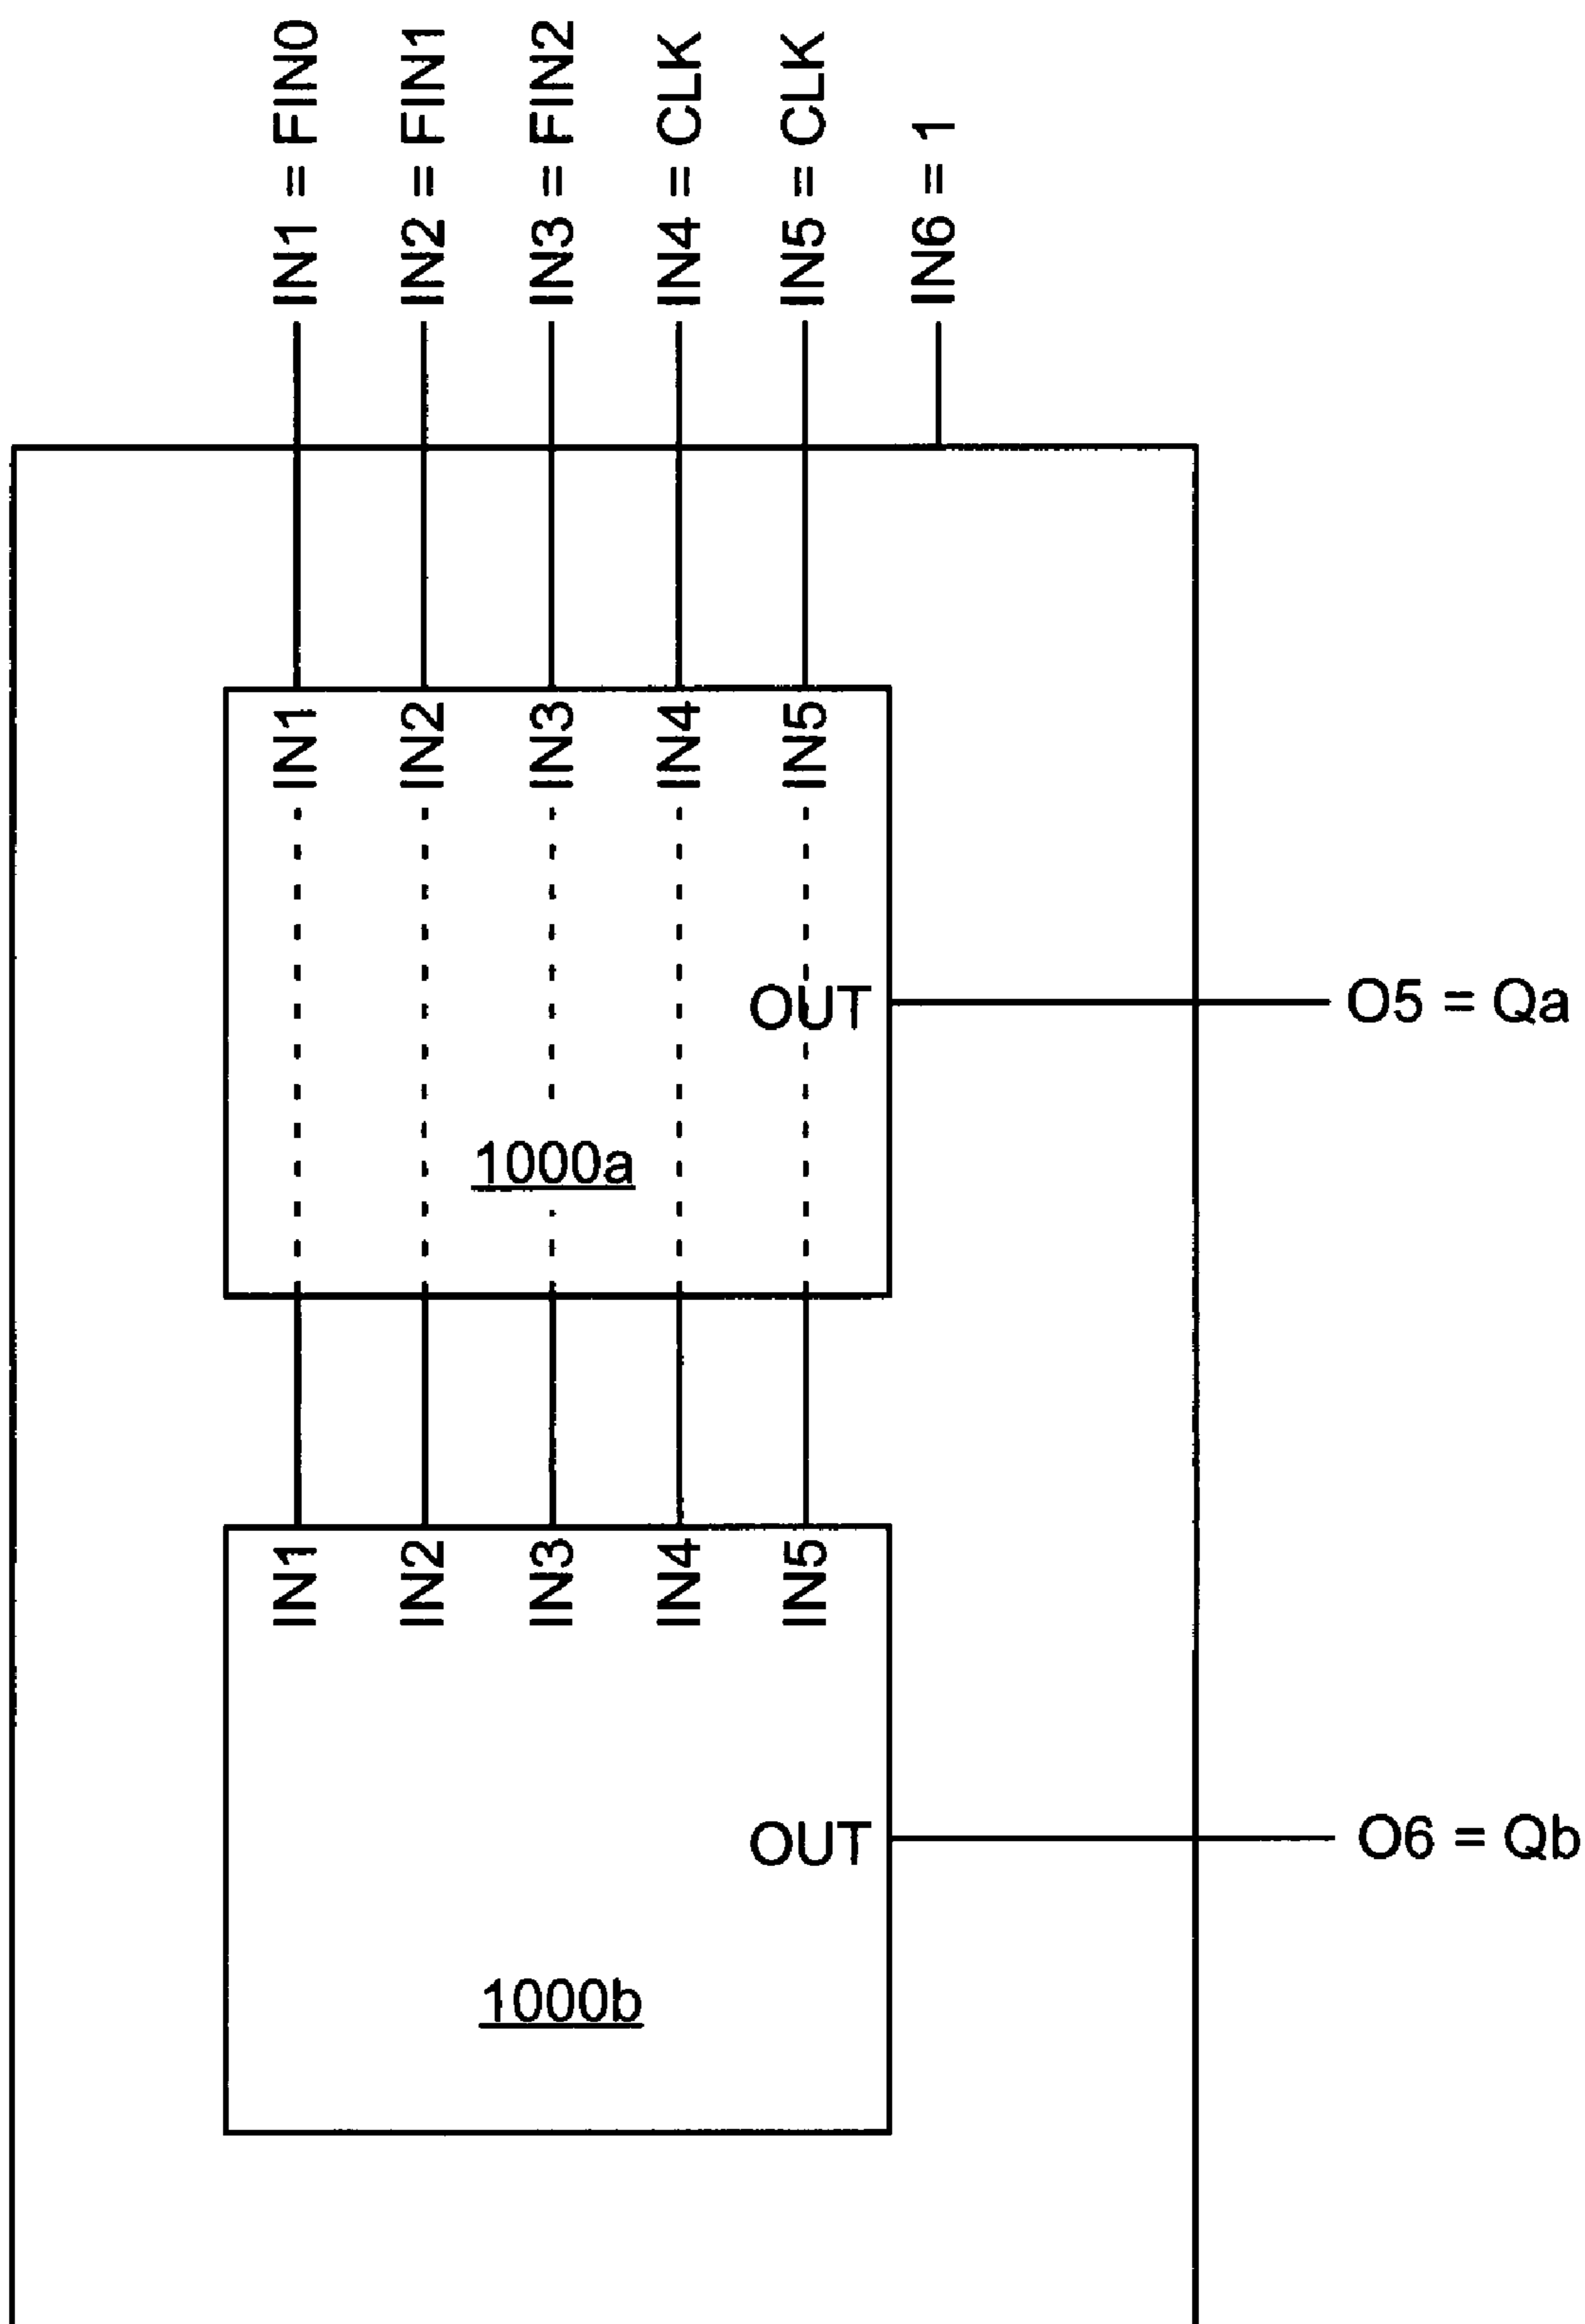 IN1 = FIN0
IN2 = FIN1
IN3 = FIN2
IN4 = CLK
IN5 = CLK
IN6 = 1
IN1
IN2
IN3
IN4
IN5
OUT
O5 = Qa
1000a
IN1
IN2
IN3
IN4
IN5
OUT
O6 = Qb
1000b